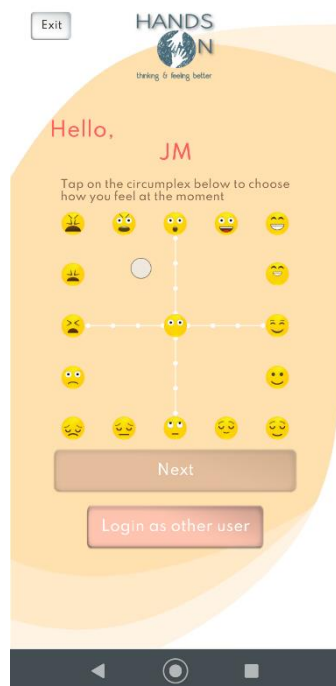 Exit
HANDS
ON
thinking & feeling better
Hello,
JM
Tap on the circumplex below to choose
how you feel at the moment
Next
Login as other user